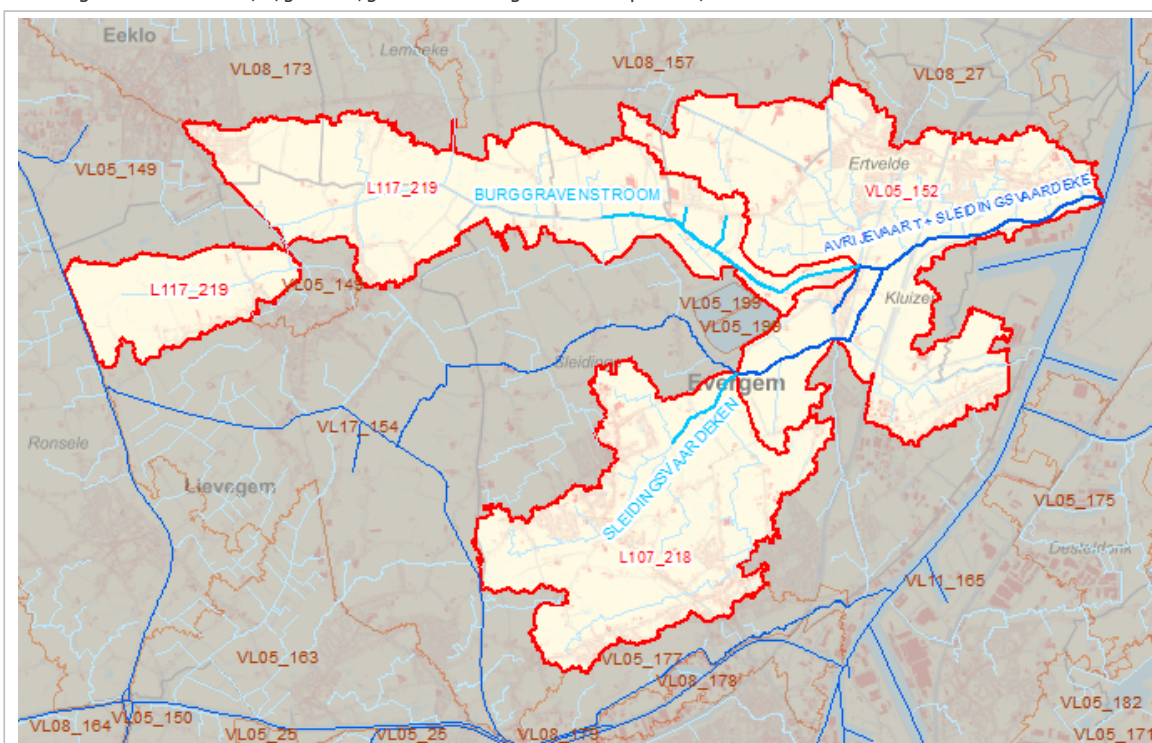 Eeklo
Lembeke
VL08_173
VL08_157
VL08_27
VL05_149
Ertvelde
L117_219
BURGGRAVENSTROOM
VL05_152
AVRIJEVAART+ SLEIDINGSVAARDEKE
L117_219
VL05_149
VL05_199
Kluizen
VL05_199
Sleidinge
Evergem
SLEIDINGSVAARDEKEN
VL17_154
Ronsele
Lievegem
VL05_175
Desteldonk
L107_218
VL11_165
VL05_163
VL05_177
VL08_178
VL05_182
VL08_164
VL05_150
VL05_25
VL05_25
VL08_179
VL05_171